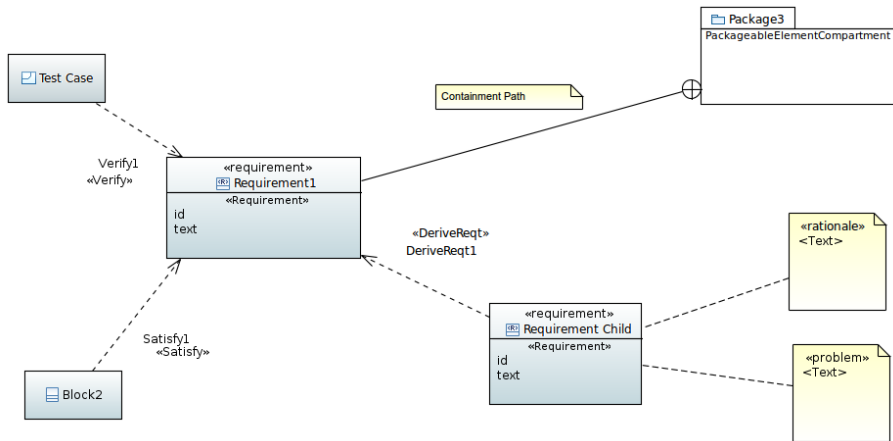 Package3
PackageableElementCompartment
Test Case
Containment Path
Verify1
«Verify»
«requirement»
«R» Requirement1
«Requirement»
id
text
«DeriveReqt»
DeriveReqt1
«rationale»
<Text>
Satisfy1
«Satisfy»
«requirement»
«R» Requirement Child
«Requirement»
id
text
«problem»
<Text>
Block2